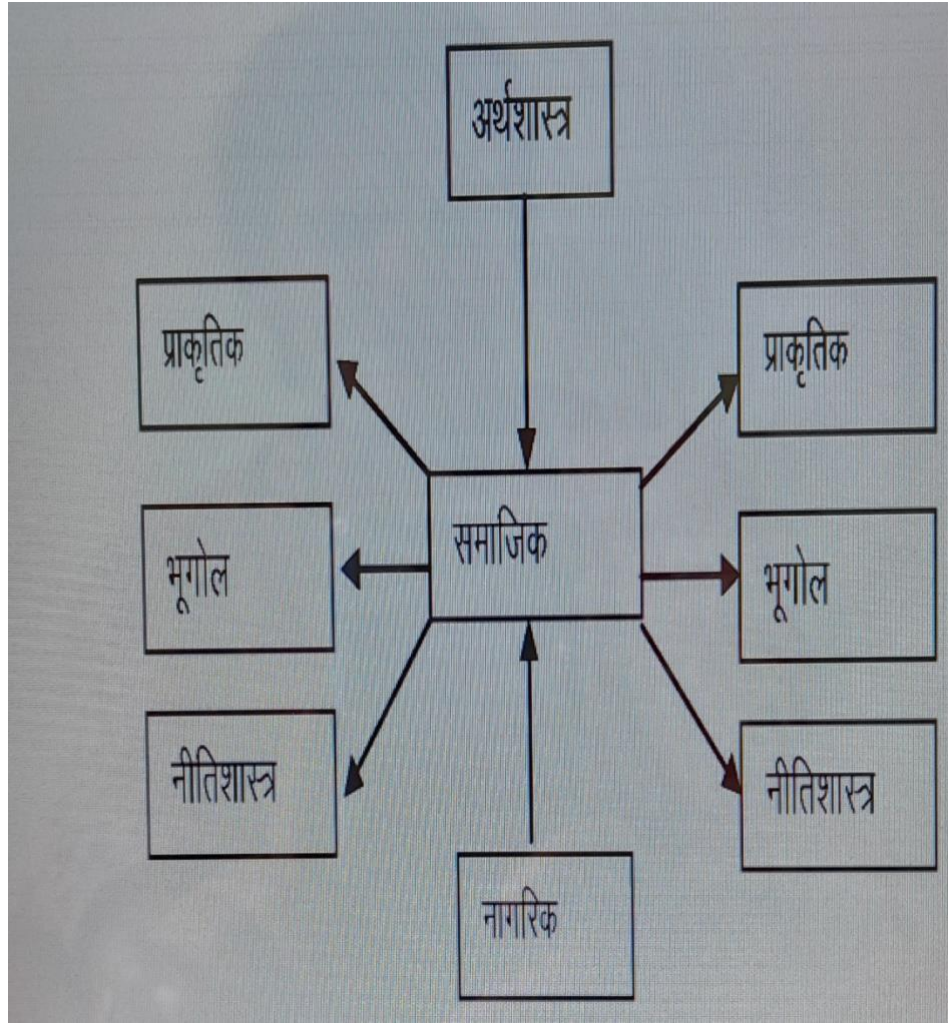 अर्थशास्त्र
प्राकृतिक
प्राकृतिक
समाजिक
भूगोल
भूगोल
नीतिशास्त्र
नीतिशास्त्र
नागरिक